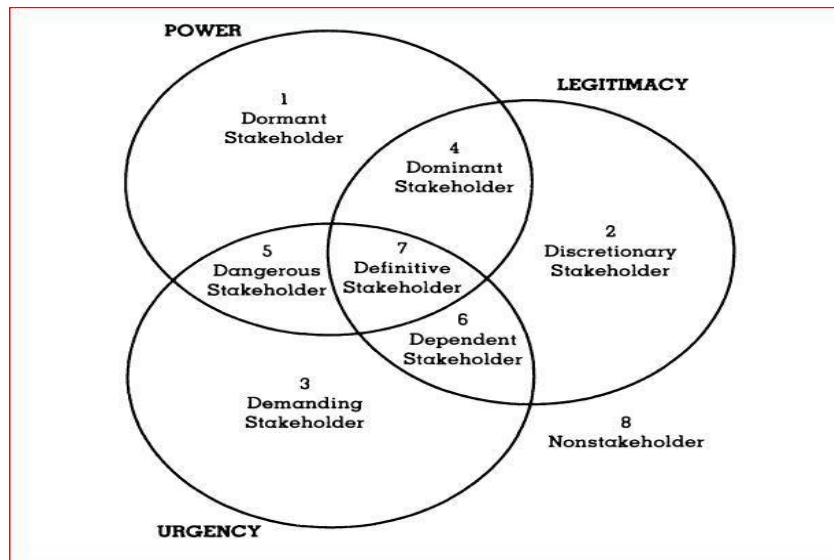 POWER
LEGITIMACY
1
Dormant
Stakeholder
4
Dominant
Stakeholder
2
Discretionary
Stakeholder
5
Dangerous
Stakeholder
7
Definitive
Stakeholder
6
Dependent
Stakeholder
3
Demanding
Stakeholder
8
Nonstakeholder
URGENCY